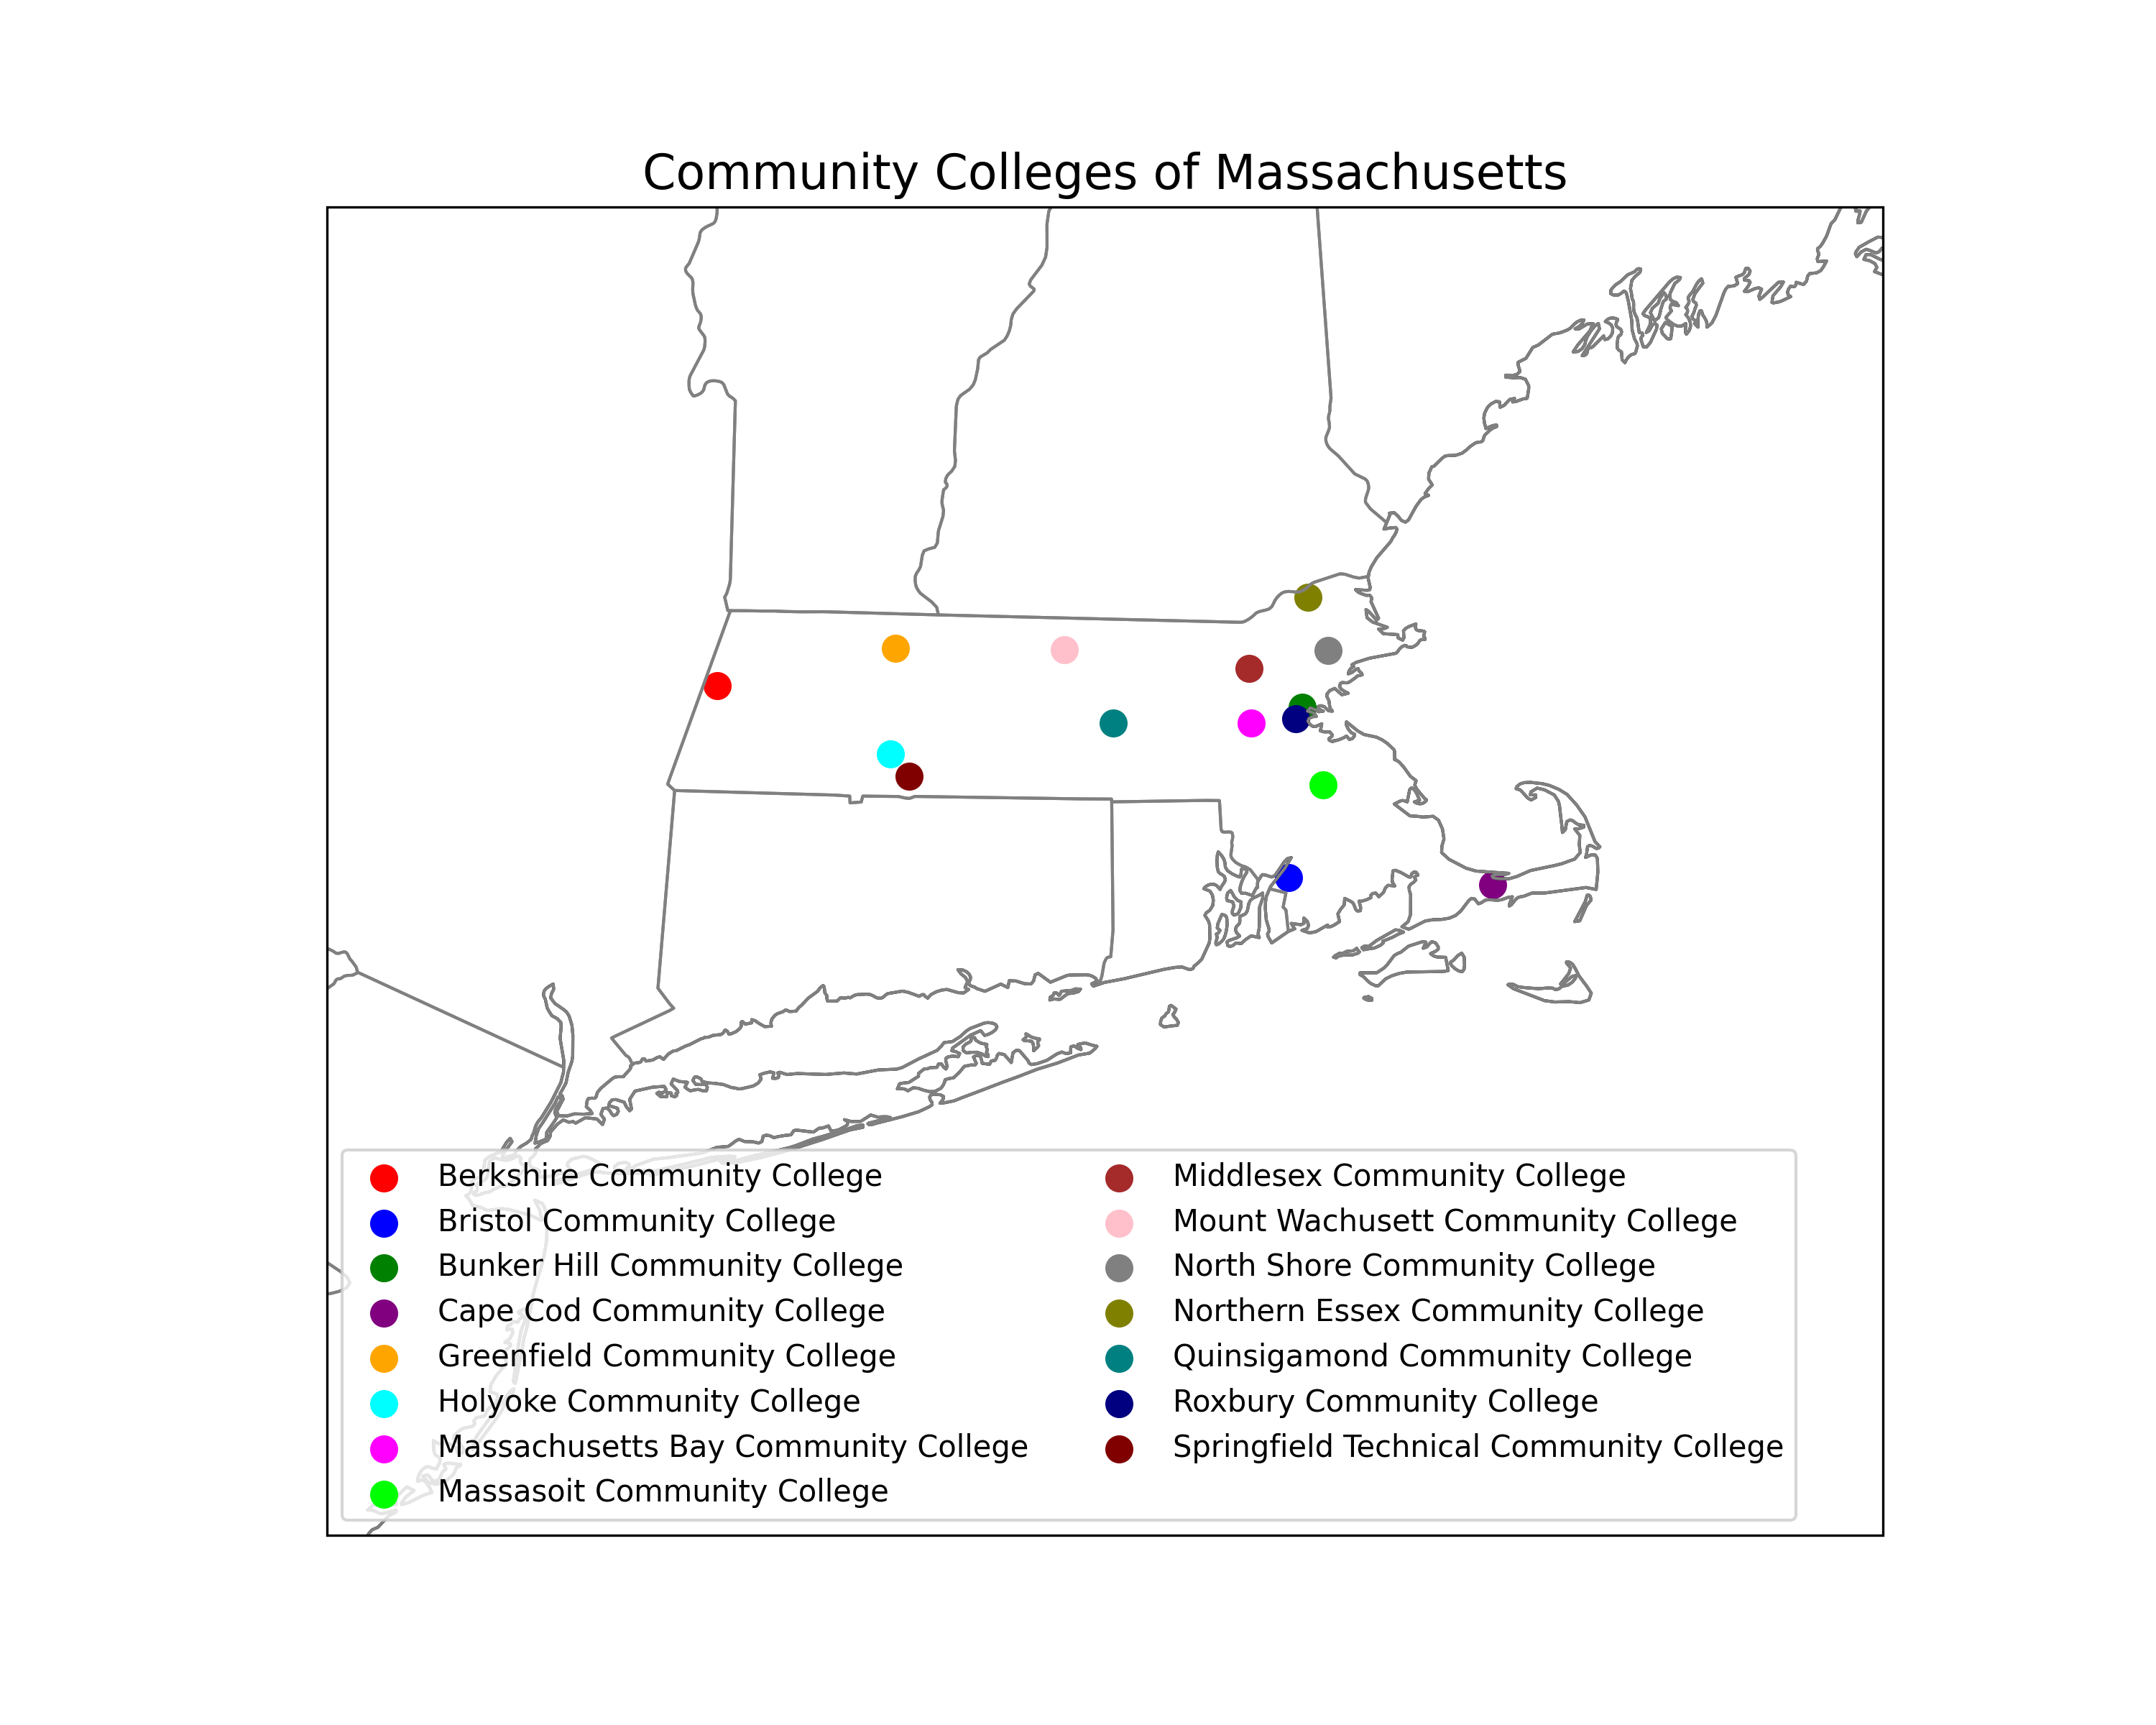 Community Colleges of Massachusetts
Berkshire Community College
Bristol Community College
Bunker Hill Community College
Cape Cod Community College
Greenfield Community College
Holyoke Community College
Massachusetts Bay Community College
Massasoit Community College
Middlesex Community College
Mount Wachusett Community College
North Shore Community College
Northern Essex Community College
Quinsigamond Community College
Roxbury Community College
Springfield Technical Community College